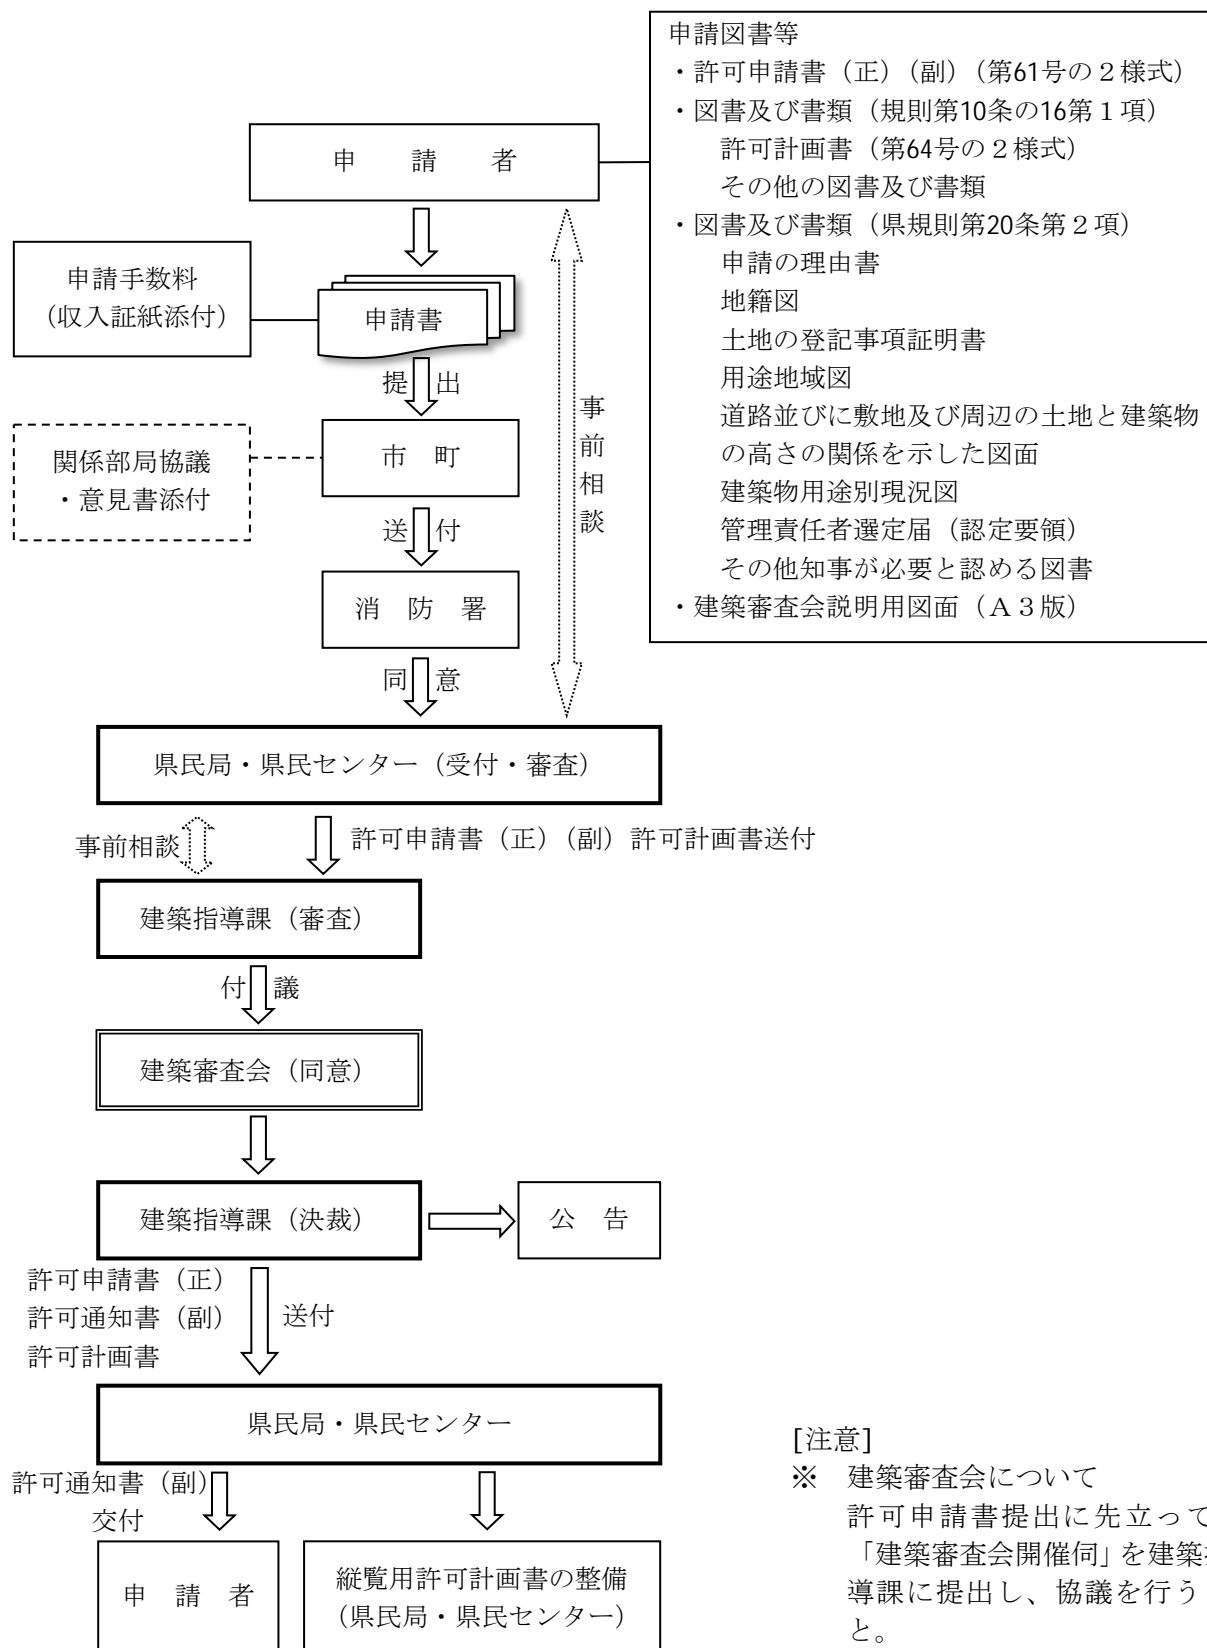 申請図書等
・許可申請書（正）（副）（第61号の２様式）
・図書及び書類（規則第10条の16第１項）
許可計画書（第64号の２様式）
その他の図書及び書類
・図書及び書類（県規則第20条第２項）
申請の理由書
地籍図
土地の登記事項証明書
用途地域図
道路並びに敷地及び周辺の土地と建築物
の高さの関係を示した図面
建築物用途別現況図
管理責任者選定届（認定要領）
その他知事が必要と認める図書
・建築審査会説明用図面（Ａ３版）
申　請　者
申請手数料
（収入証紙添付）
申請書
提　出
事前相談
関係部局協議
・意見書添付
市　町
送　付
消　防　署
同　意
県民局・県民センター（受付・審査）
事前相談
許可申請書（正）（副）許可計画書送付
建築指導課（審査）
付　議
建築審査会（同意）
建築指導課（決裁）
公　告
許可申請書（正）
許可通知書（副）　送付
許可計画書
県民局・県民センター
許可通知書（副）
交付
申　請　者
縦覧用許可計画書の整備
（県民局・県民センター）
[注意]
※　建築審査会について
許可申請書提出に先立って
「建築審査会開催伺」を建築
導課に提出し、協議を行う
と。